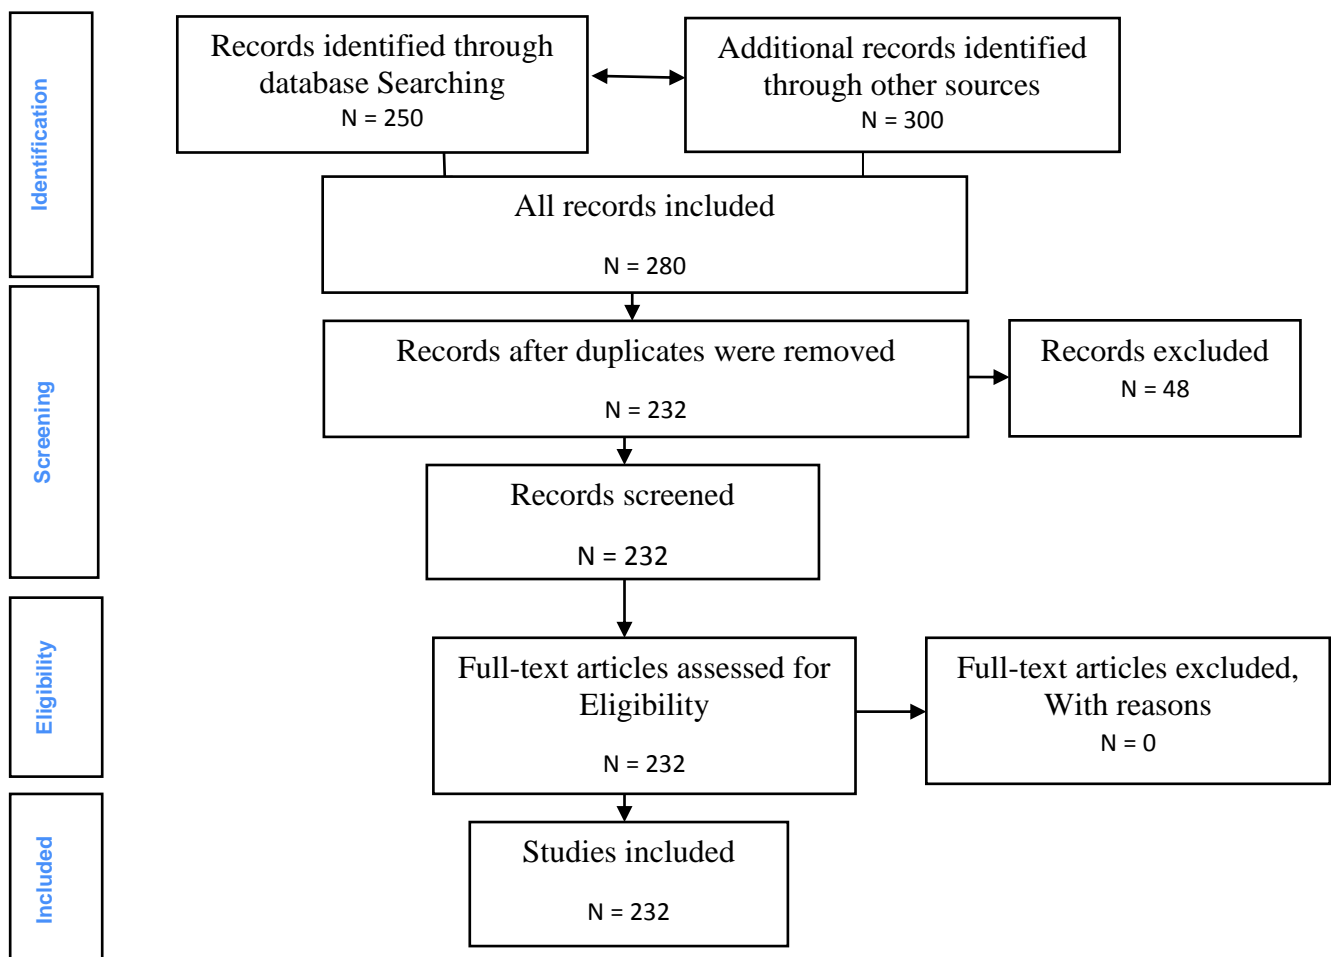 Identification
Records identified through
database Searching
N = 250
Additional records identified
through other sources
N = 300
All records included
N = 280
Screening
Records after duplicates were removed
N = 232
Records excluded
N = 48
Records screened
N = 232
Eligibility
Full-text articles assessed for
Eligibility
N = 232
Full-text articles excluded,
With reasons
N = 0
Included
Studies included
N = 232